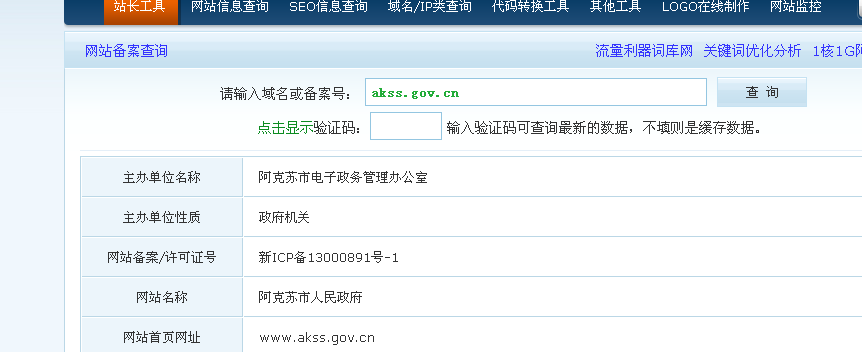 站长工具 网站信息查询 SEO信息查询 域名/IP类查询 代码转换工具 其他工具 LOGO在线制作 网站监控
网站备案查询 流量利器词库网 关键词优化分析 1核1G
请输入域名或备案号： akss.gov.cn 查 询
点击显示验证码： 输入验证码可查询最新的数据，不填则是缓存数据。
主办单位名称 阿克苏市电子政务管理办公室
主办单位性质 政府机关
网站备案/许可证号 新ICP备13000891号-1
网站名称 阿克苏市人民政府
网站首页网址 www.akss.gov.cn